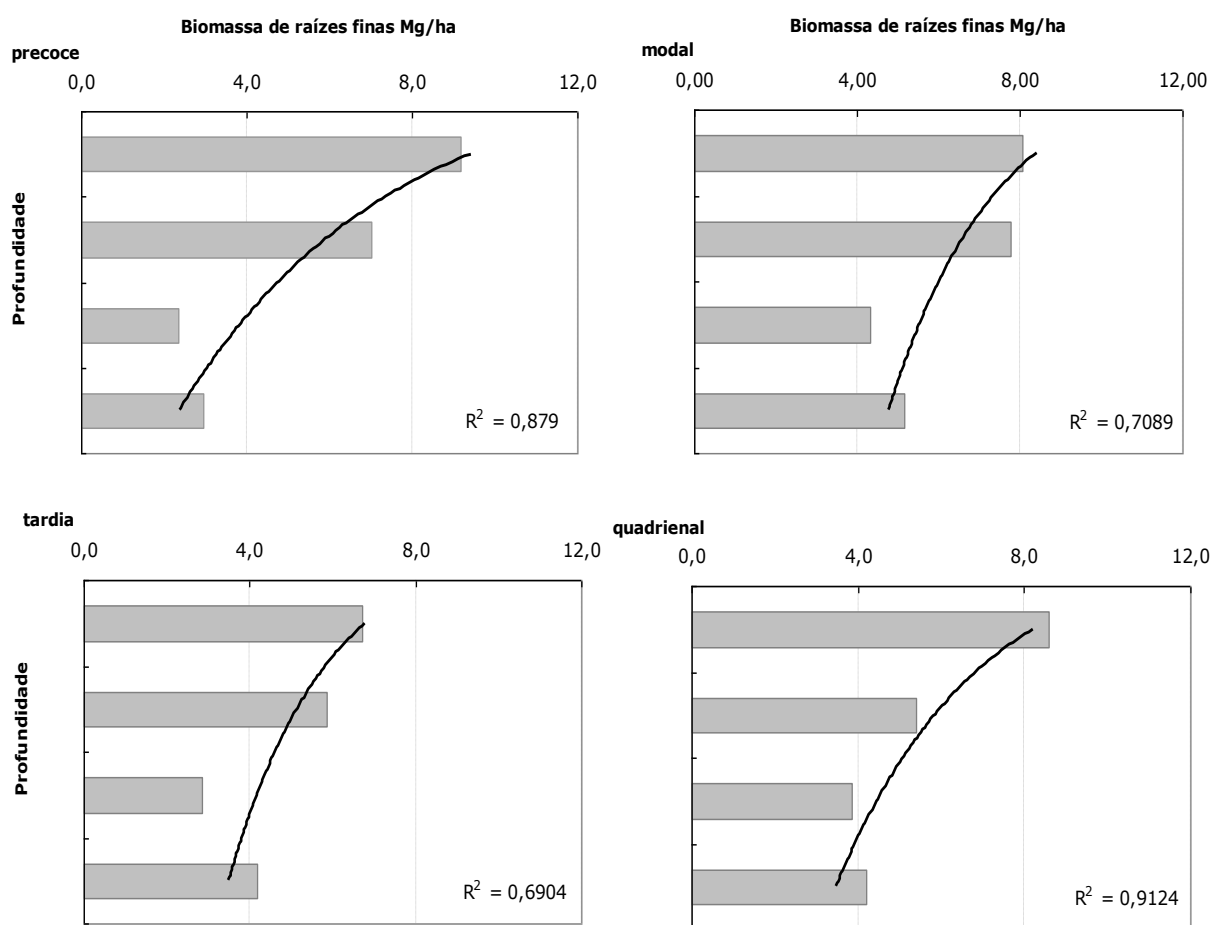 Biomassa de raízes finas Mg/ha
precoce
0,0 4,0 8,0 12,0
Profundidade
R² = 0,879
Biomassa de raízes finas Mg/ha
modal
0,00 4,00 8,00 12,00
R² = 0,7089
tardia
0,0 4,0 8,0 12,0
Profundidade
R² = 0,6904
quadrienal
0,0 4,0 8,0 12,0
R² = 0,9124